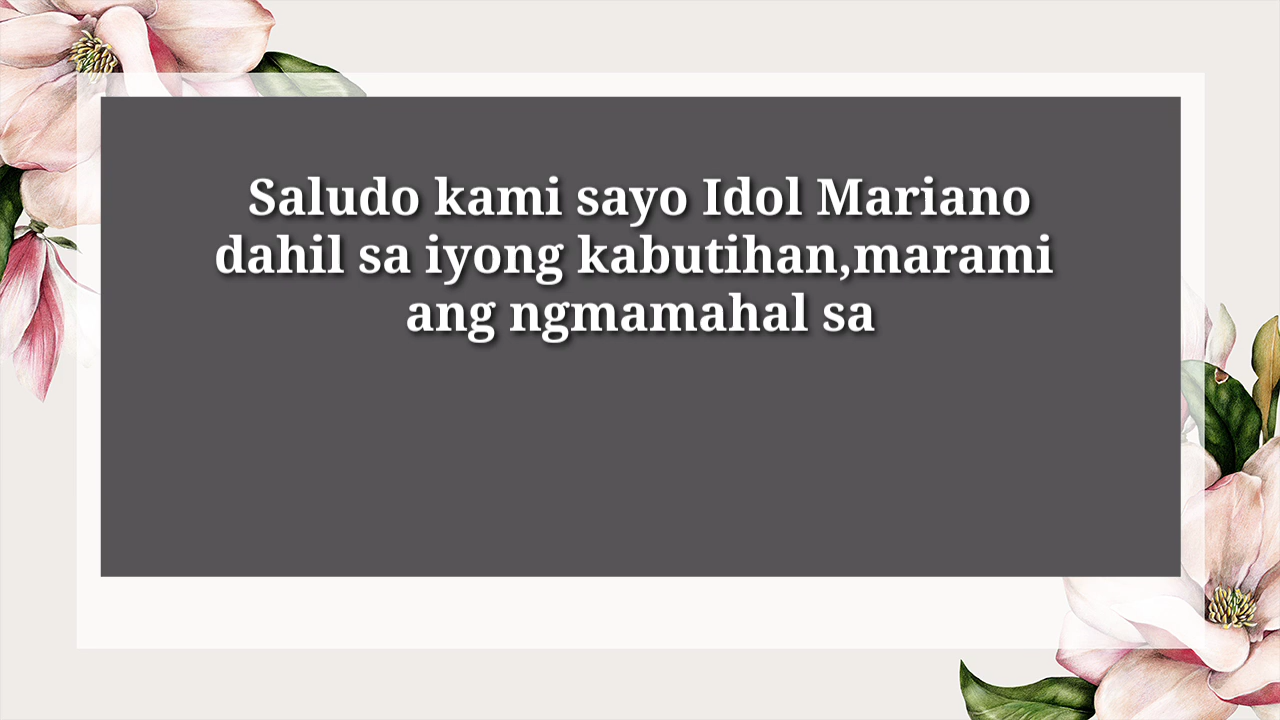 Saludo kami sayo Idol Mariano
dahil sa iyong kabutihan,marami
ang ngmamahal sa